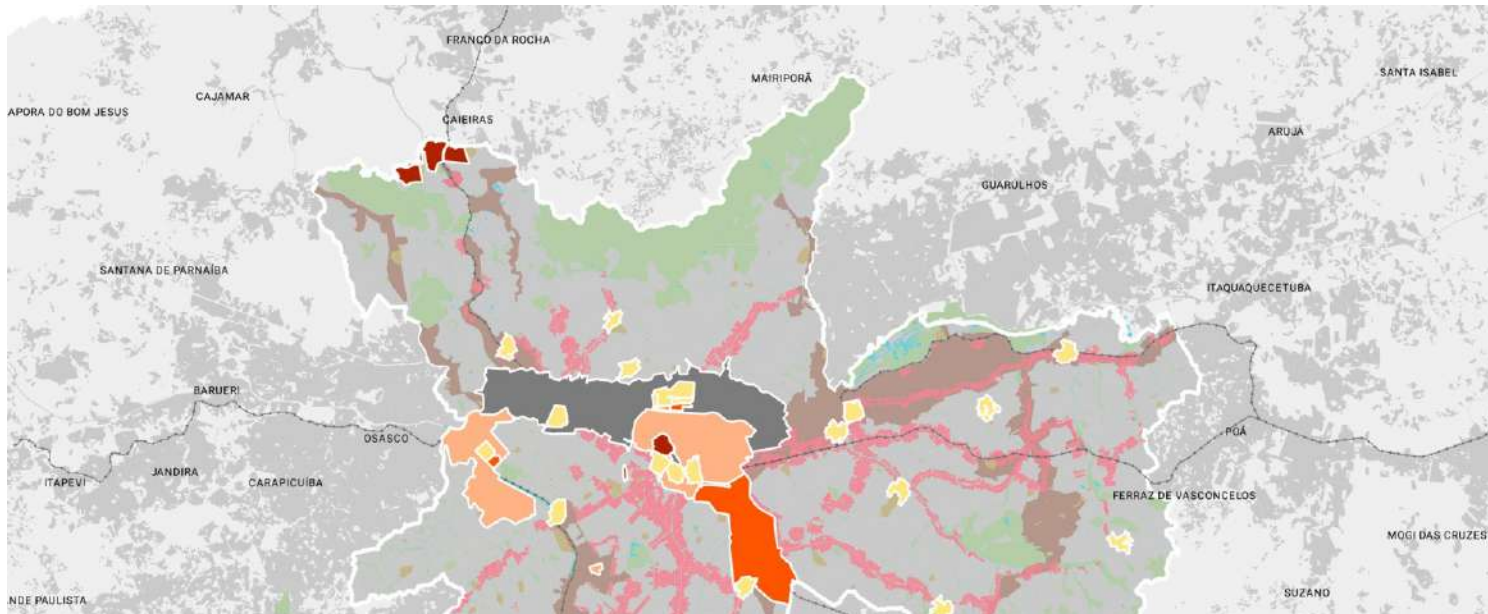 FRANCO DA ROCHA
MAIRIPORÃ
SANTA ISABEL
CAJAMAR
APORA DO BOM JESUS
CAIEIRAS
ARUJÁ
GUARULHOS
SANTANA DE PARNAÍBA
ITAQUAQUECETUBA
BARUERI
OSASCO
POÁ
JANDIRA
ITAPEVI
CARAPICUÍBA
FERRAZ DE VASCONCELOS
MOGI DAS CRUZES
SUZANO
NDE PAULISTA